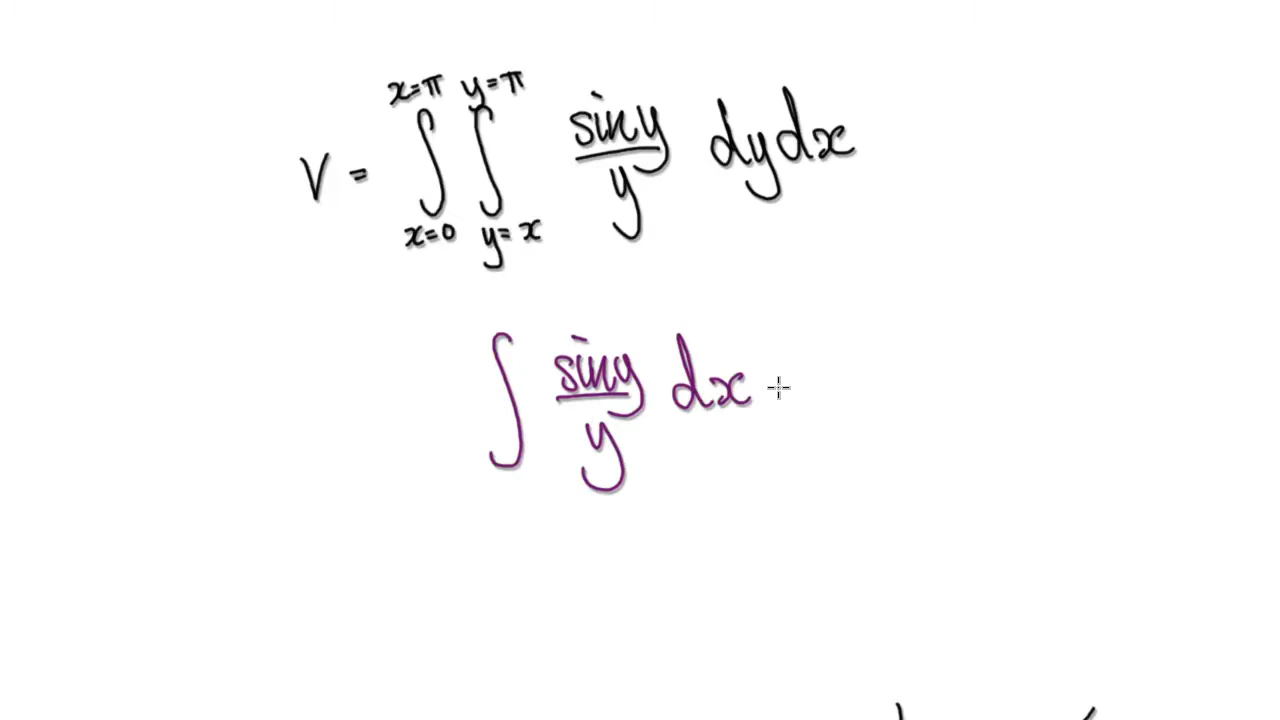 x=π y=π
V = ∫ ∫ sin y / y dy dx
x=0 y=x
∫ sin y / y dx